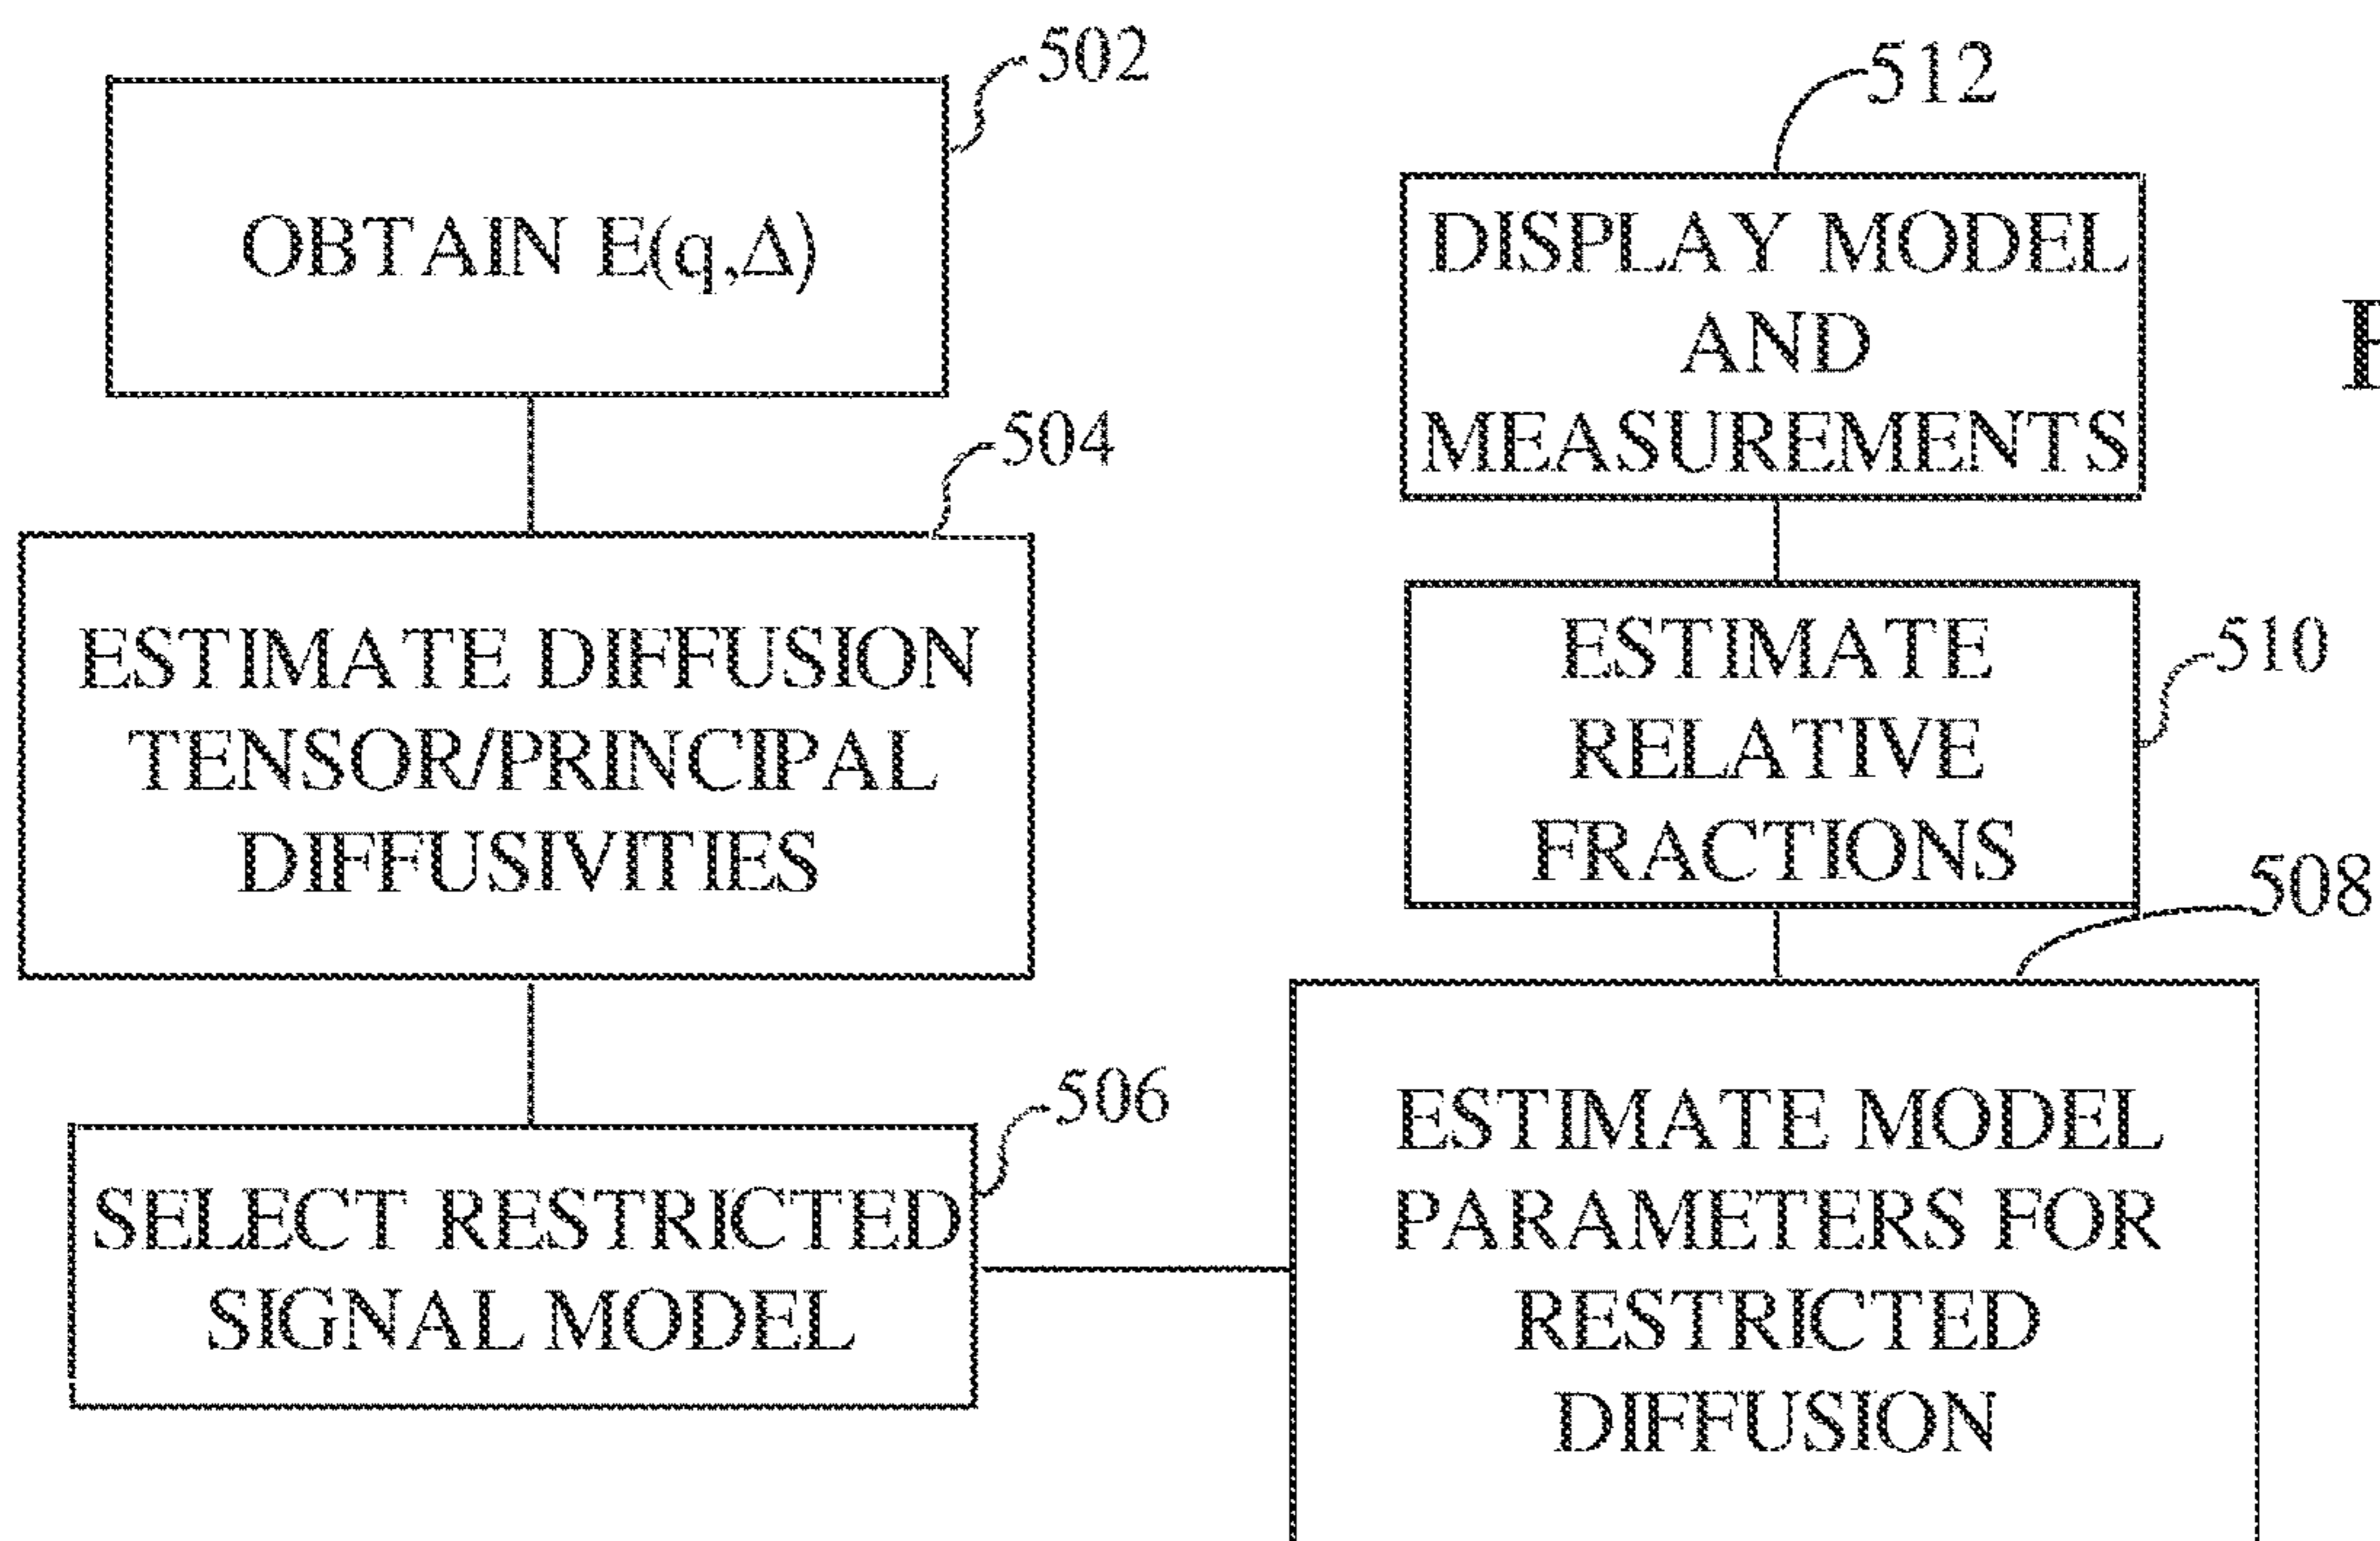 502
OBTAIN E(q,Δ)
504
ESTIMATE DIFFUSION
TENSOR/PRINCIPAL
DIFFUSIVITIES
506
SELECT RESTRICTED
SIGNAL MODEL
512
DISPLAY MODEL
AND
MEASUREMENTS
510
ESTIMATE
RELATIVE
FRACTIONS
508
ESTIMATE MODEL
PARAMETERS FOR
RESTRICTED
DIFFUSION